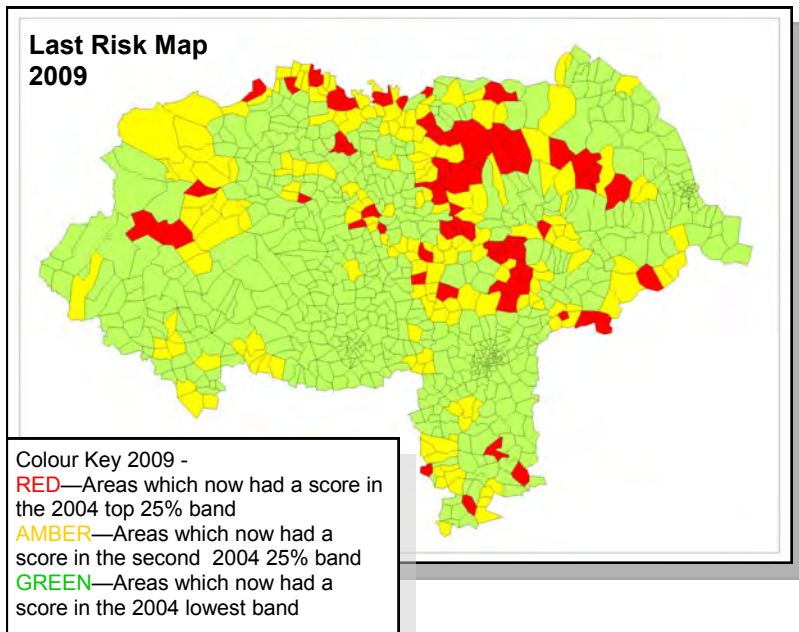 Last Risk Map
2009
Colour Key 2009 -
RED—Areas which now had a score in
the 2004 top 25% band
AMBER—Areas which now had a
score in the second  2004 25% band
GREEN—Areas which now had a
score in the 2004 lowest band